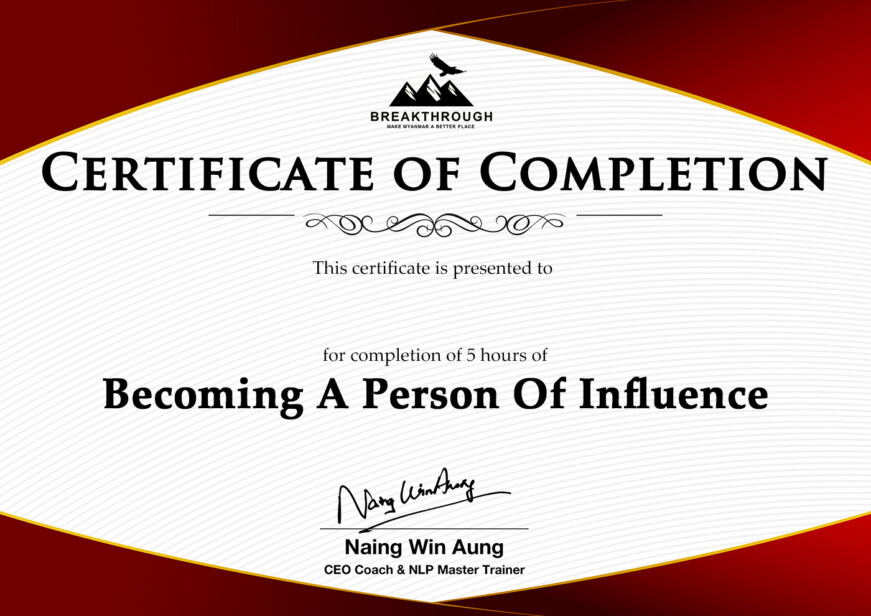 BREAKTHROUGH
MAKE MYANMAR A BETTER PLACE
CERTIFICATE OF COMPLETION
This certificate is presented to
for completion of 5 hours of
Becoming A Person Of Influence
Naing Win Aung
Naing Win Aung
CEO Coach & NLP Master Trainer